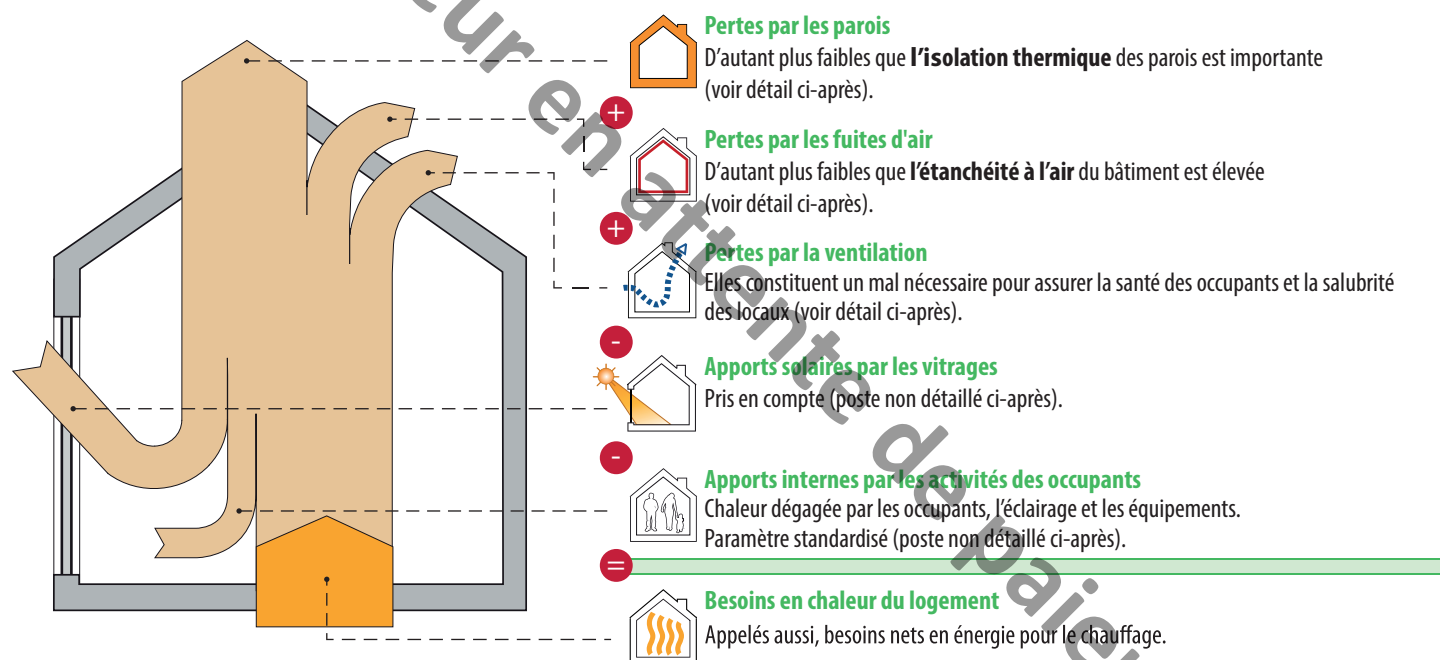 Pertes par les parois
D'autant plus faibles que l'isolation thermique des parois est importante
(voir détail ci-après).
+
Pertes par les fuites d'air
D'autant plus faibles que l'étanchéité à l'air du bâtiment est élevée
(voir détail ci-après).
+
Pertes par la ventilation
Elles constituent un mal nécessaire pour assurer la santé des occupants et la salubrité
des locaux (voir détail ci-après).
-
Apports solaires par les vitrages
Pris en compte (poste non détaillé ci-après).
-
Apports internes par les activités des occupants
Chaleur dégagée par les occupants, l'éclairage et les équipements.
Paramètre standardisé (poste non détaillé ci-après).
=
Besoins en chaleur du logement
Appelés aussi, besoins nets en énergie pour le chauffage.
en attente de